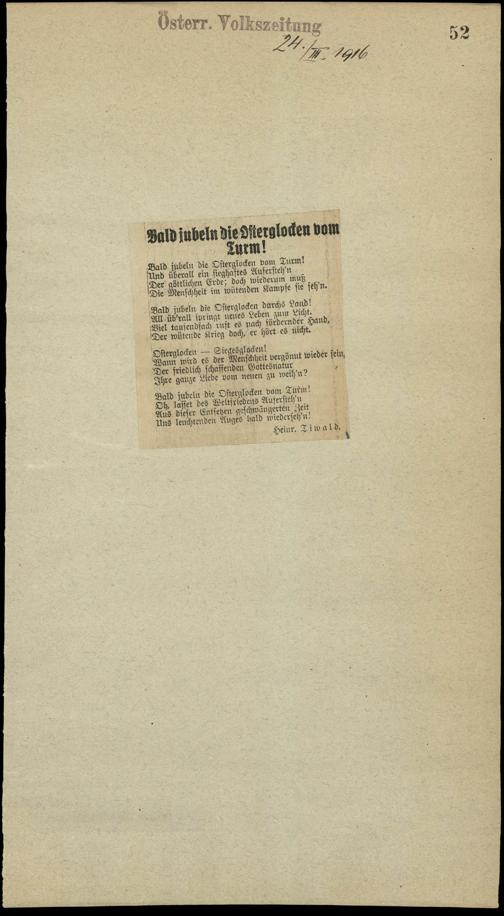 Österr. Volkszeitung
52
24./III. 1916
Bald jubeln die Osterglocken vom
Turm!
Bald jubeln die Osterglocken vom Turm!
Und überall ein sieghaftes Aufersteh'n
Der göttlichen Erde; doch wiederum muß
Die Menschheit im wütenden Kampfe sie seh'n.
Bald jubeln die Osterglocken durchs Land!
All üb'rall springt neues Leben zum Licht.
Viel tausendfach ruft es nach fördernder Hand,
Der wütende Krieg doch, er hört es nicht.
Osterglocken — Siegesglocken!
Wann wird es der Menschheit vergönnt wieder sein,
Der friedlich schaffenden Gottesnatur
Ihre ganze Liebe vom neuen zu weih'n?
Bald jubeln die Osterglocken vom Turm!
Oh, lasset des Weltfriedens Aufersteh'n
Aus dieser Entsetzen geschwängerten Zeit
Uns leuchtenden Auges bald wiederseh'n!
Heinr. Tiwald.